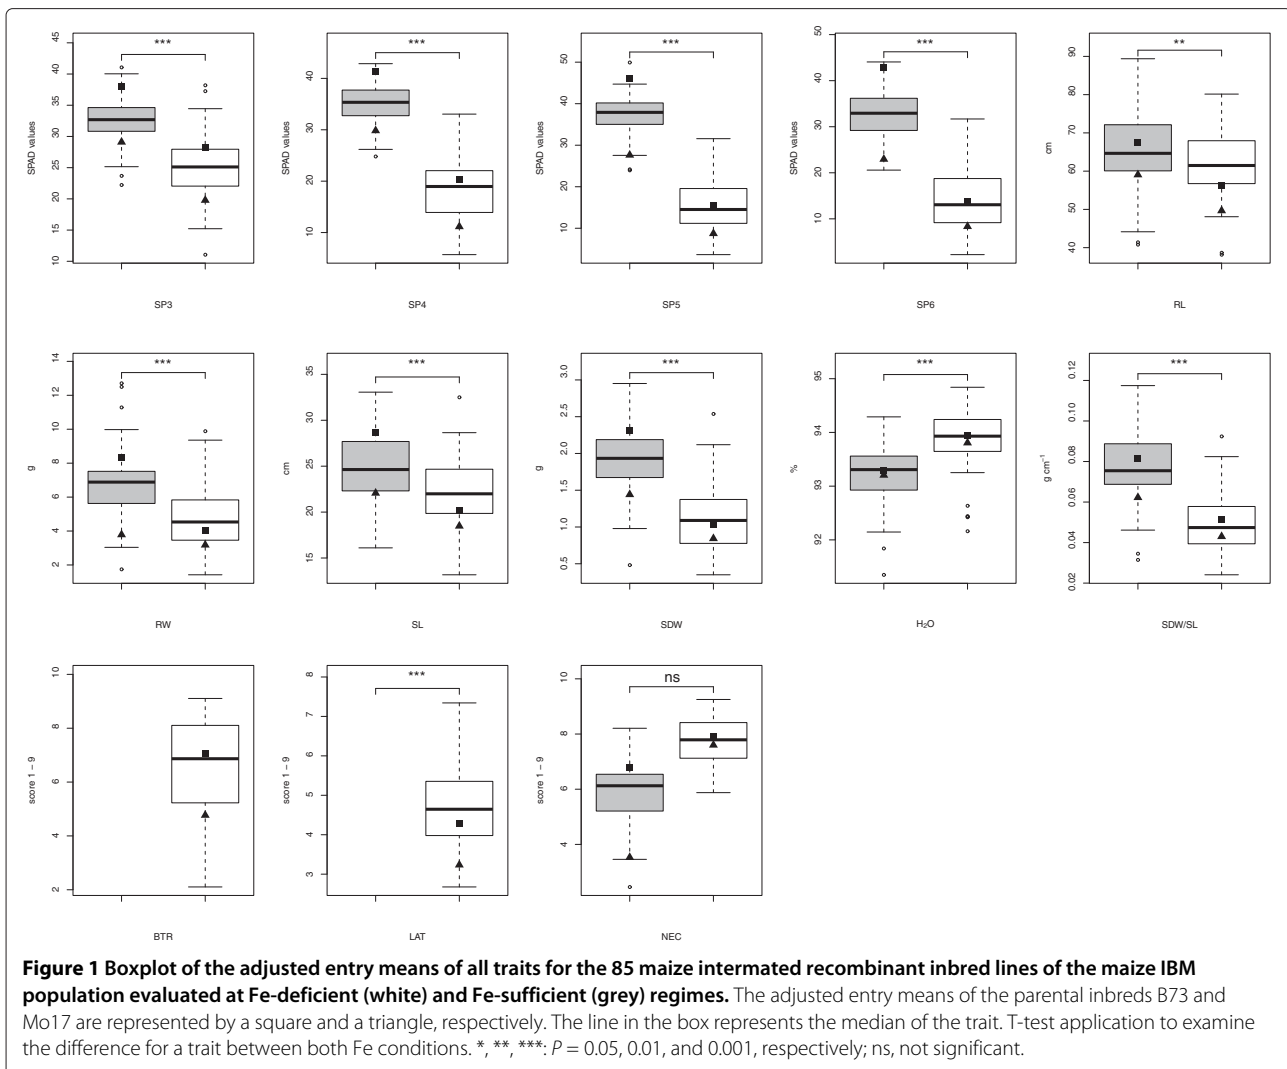 ***
SPAD values
10 15 20 25 30 35 40 45
SP3
***
SPAD values
10 20 30 40
SP4
***
SPAD values
10 20 30 40 50
SP5
***
SPAD values
10 20 30 40 50
SP6
**
cm
40 50 60 70 80 90
RL
***
g
2 4 6 8 10 12 14
RW
***
cm
15 20 25 30 35
SL
***
g
0.5 1.0 1.5 2.0 2.5 3.0
SDW
***
%
92 93 94 95
H₂O
***
g cm⁻¹
0.02 0.04 0.06 0.08 0.10 0.12
SDW/SL
score 1 – 9
2 4 6 8 10
BTR
***
score 1 – 9
3 4 5 6 7 8
LAT
ns
score 1 – 9
4 6 8 10
NEC
Figure 1 Boxplot of the adjusted entry means of all traits for the 85 maize intermated recombinant inbred lines of the maize IBM
population evaluated at Fe-deficient (white) and Fe-sufficient (grey) regimes. The adjusted entry means of the parental inbreds B73 and
Mo17 are represented by a square and a triangle, respectively. The line in the box represents the median of the trait. T-test application to examine
the difference for a trait between both Fe conditions. *, **, ***: P = 0.05, 0.01, and 0.001, respectively; ns, not significant.